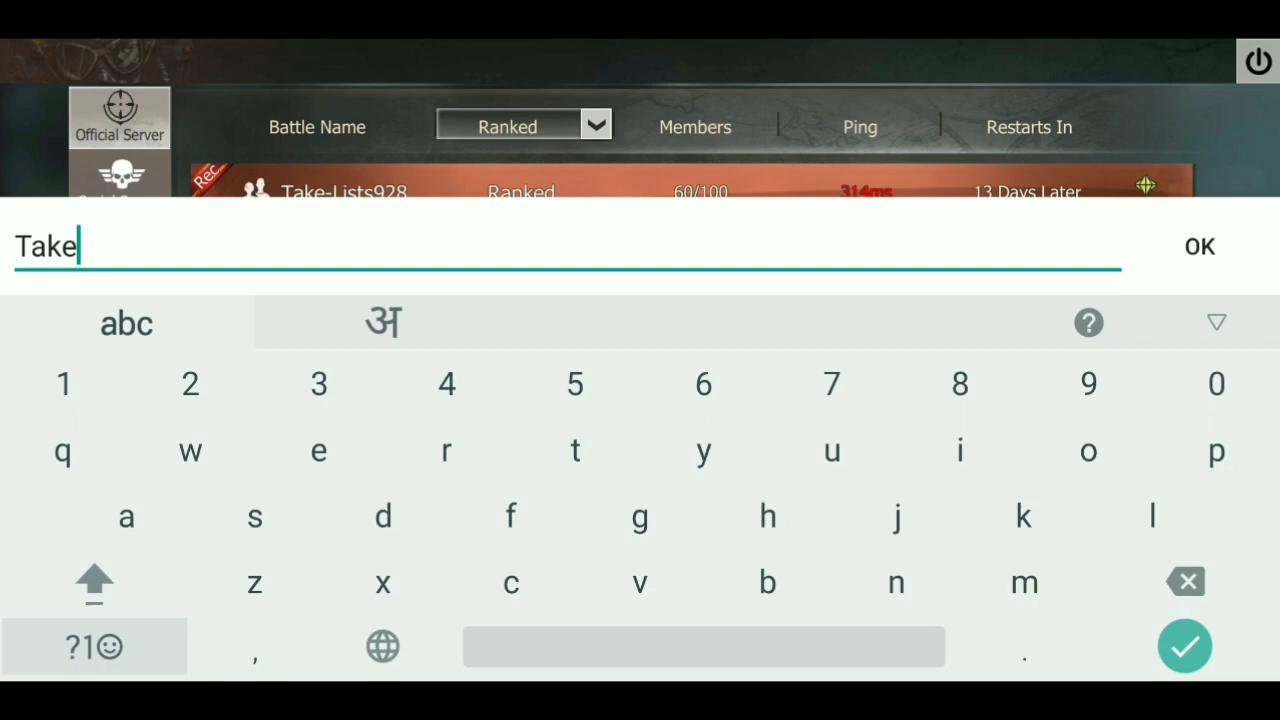 Official Server
Battle Name Ranked Members Ping Restarts In
Rec Take-Lists928 Ranked 60/100 314ms 13 Days Later
Take OK
abc अ ?
1 2 3 4 5 6 7 8 9 0
q w e r t y u i o p
a s d f g h j k l
z x c v b n m
?1☺ , .